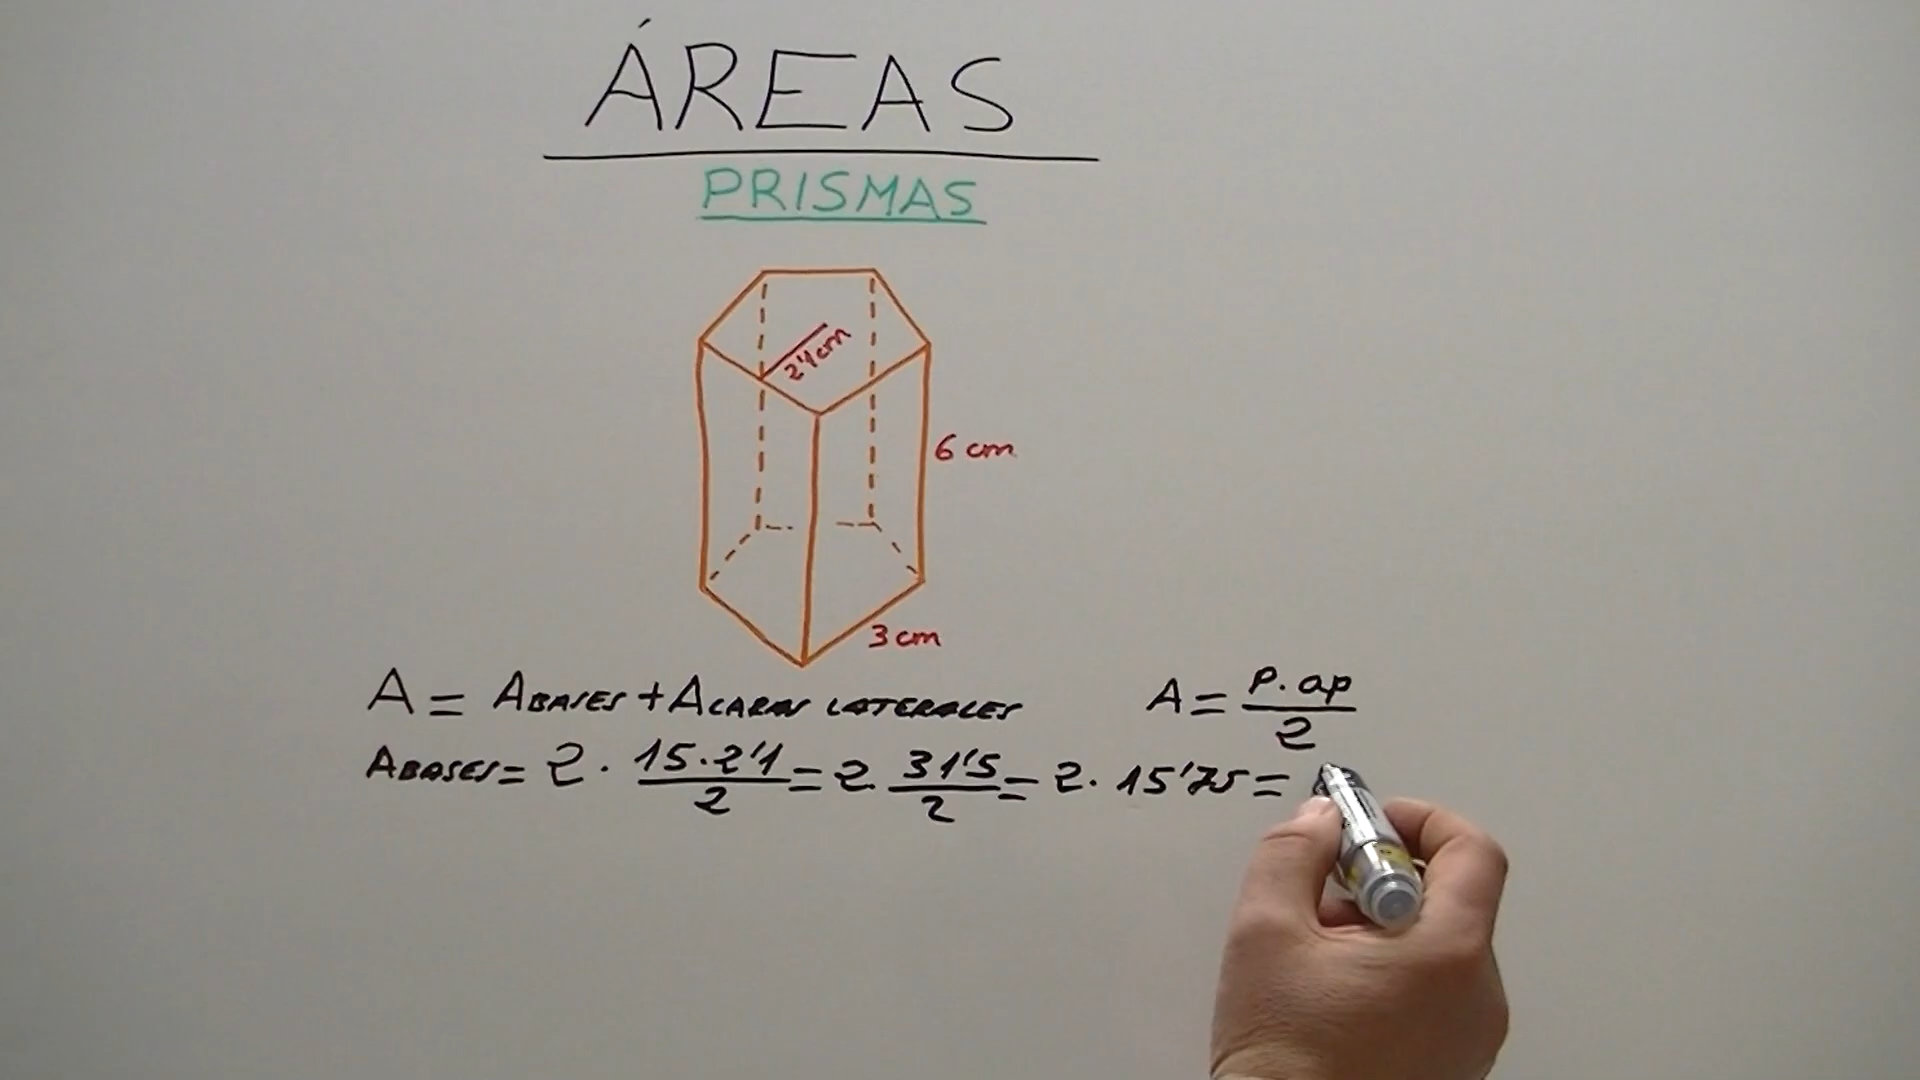 ÁREAS
PRISMAS
2'1cm
6 cm
3 cm
A = ABASES + ACARAS LATERALES
A = P.ap / 2
ABASES = 2 · 15.2'1 / 2 = 2. 31'5 / 2 = 2. 15'75 =